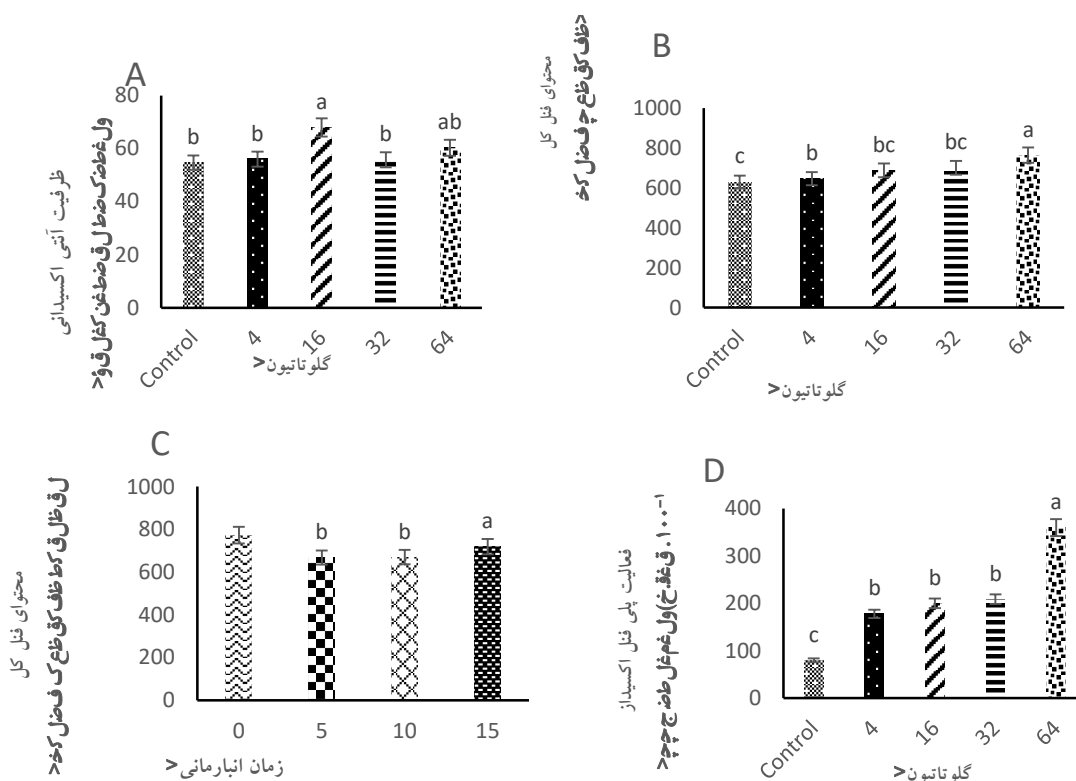 A
ظرفیت آنتی اکسیدانی
80
60
40
20
0
b
b
a
b
ab
Control
4
16
32
64
گلوتاتیون>
B
محتوای فنل کل
1000
800
600
400
200
0
c
b
bc
bc
a
Control
4
16
32
64
گلوتاتیون>
C
محتوای فنل کل
1000
800
600
400
200
0
b
b
a
0
5
10
15
زمان انبارمانی>
D
فعالیت پلی فنل اکسیداز
400
300
200
100
0
c
b
b
b
a
Control
4
16
32
64
گلوتاتیون>